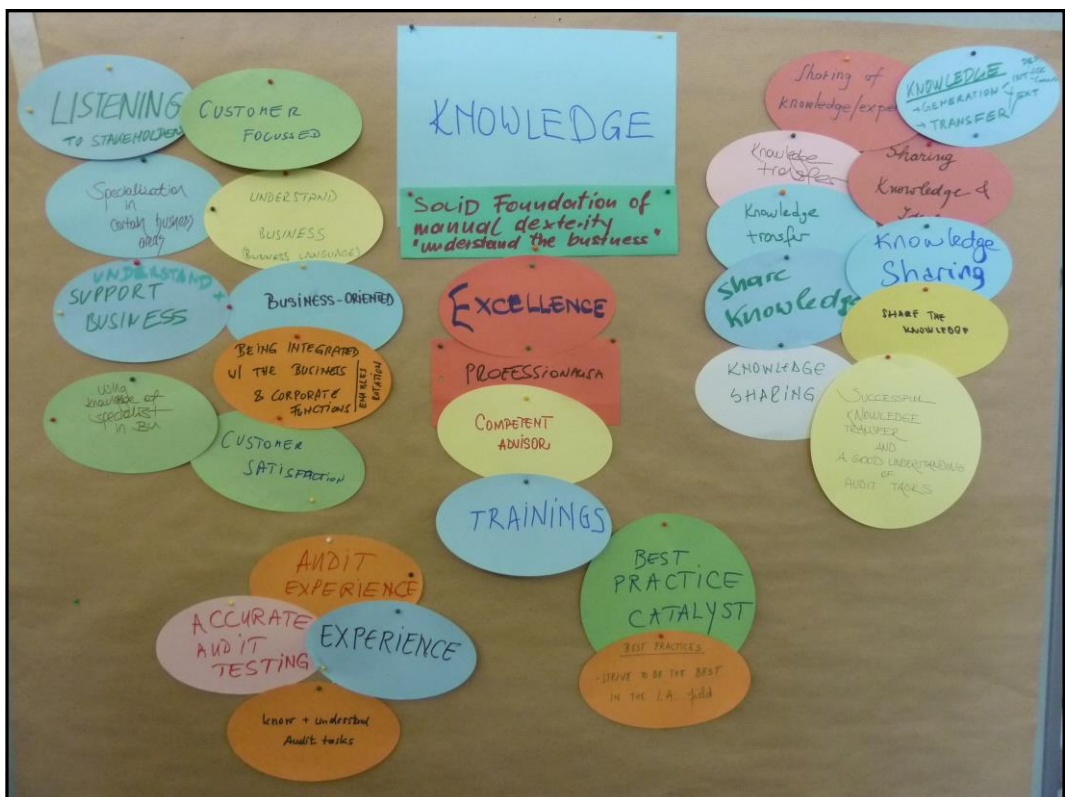 KNOWLEDGE
SOLID FOUNDATION of
manual dexterity
"understand the business"
LISTENING
TO STAKEHOLDERS
CUSTOMER
FOCUSSED
Specialisation
in
certain business
areas
UNDERSTAND
BUSINESS
(BUSINESS LANGUAGE)
UNDERSTAND
SUPPORT
BUSINESS
BUSINESS-ORIENTED
BEING INTEGRATED
w/ THE BUSINESS
& CORPORATE
FUNCTIONS
ENABLES
ROTATION
knowledge of
specialist
in BU
CUSTOMER
SATISFACTION
EXCELLENCE
PROFESSIONALISM
COMPETENT
ADVISOR
TRAININGS
Sharing of
knowledge/exper
KNOWLEDGE
→ GENERATION
→ TRANSFER
EXT
Knowledge
transfer
Sharing
Knowledge &
Knowledge
transfer
Knowledge
Sharing
Share
Knowledge
SHARE THE
KNOWLEDGE
KNOWLEDGE
SHARING
SUCCESSFUL
KNOWLEDGE
TRANSFER
AND
A GOOD UNDERSTANDING
OF
AUDIT TASKS
AUDIT
EXPERIENCE
ACCURATE
AUDIT
TESTING
EXPERIENCE
know + understand
Audit tasks
BEST
PRACTICE
CATALYST
BEST PRACTICES
-STRIVE TO BE THE BEST
IN THE I.A. field